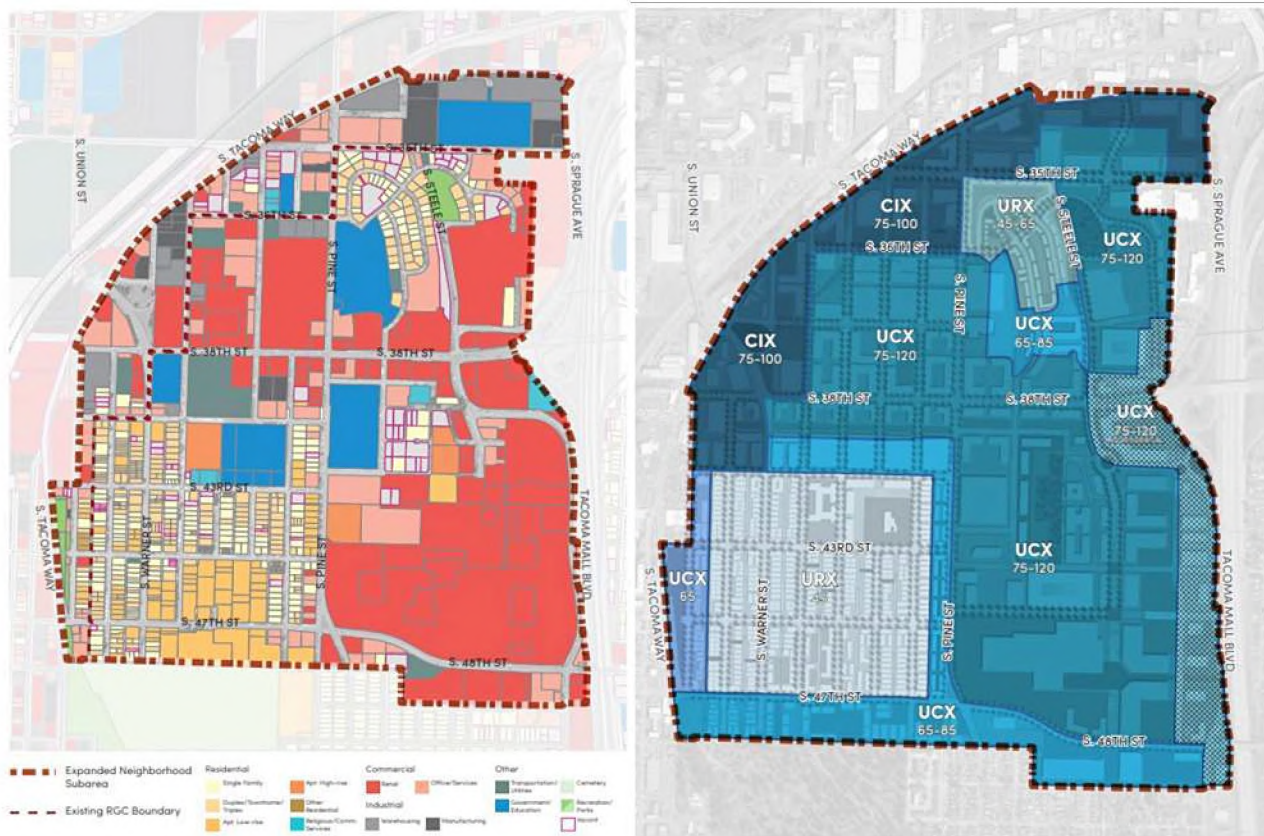 S. TACOMA WAY
S. UNION ST
S. 35TH ST
S. SPRAGUE AVE
S. STEELE ST
S. 36TH ST
S. PINE ST
S. 38TH ST
S. 38TH ST
S. 43RD ST
S. WARNER ST
S. PINE ST
S. TACOMA WAY
TACOMA MALL BLVD
S. 47TH ST
S. 48TH ST
Expanded Neighborhood
Subarea
Existing RGC Boundary
Residential
Single Family
Duplex/Townhome/
Triplex
Apt. Low-rise
Apt. High-rise
Other
Residential
Religious/Comm.
Services
Commercial
Retail
Office/Services
Industrial
Warehousing
Manufacturing
Other
Transportation/
Utilities
Government/
Education
Cemetery
Recreation/
Parks
Vacant
S. TACOMA WAY
S. UNION ST
S. 35TH ST
S. SPRAGUE AVE
CIX
75-100
URX
45-65
S. STEELE ST
UCX
75-120
S. 36TH ST
S. PINE ST
CIX
75-100
UCX
75-120
UCX
65-85
S. 38TH ST
S. 38TH ST
UCX
75-120
S. 43RD ST
UCX
65
URX
S. WARNER ST
UCX
75-120
S. PINE ST
S. TACOMA WAY
TACOMA MALL BLVD
S. 47TH ST
UCX
65-85
S. 48TH ST